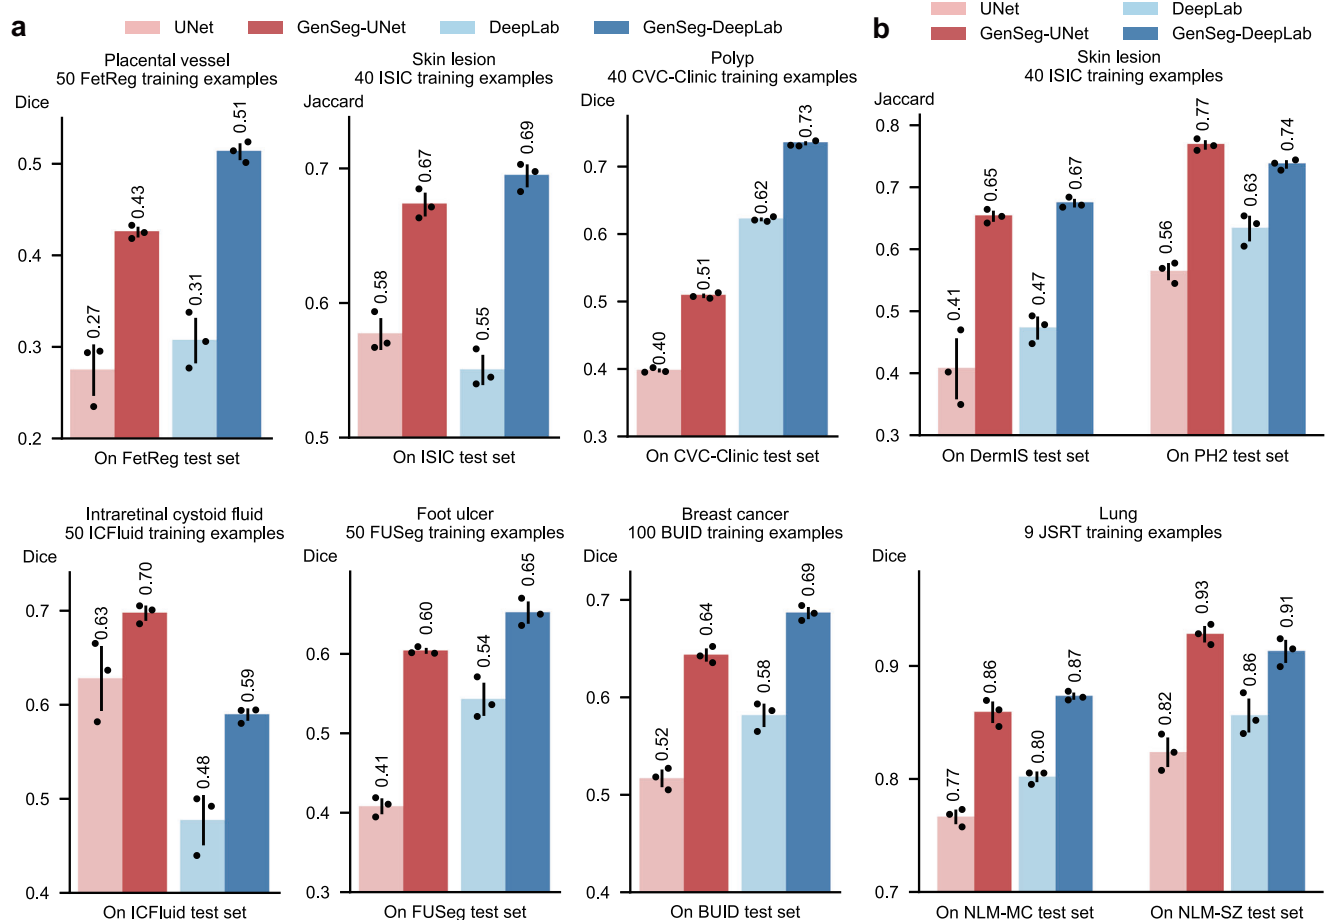 a
UNet
GenSeg-UNet
DeepLab
GenSeg-DeepLab
Placental vessel
50 FetReg training examples
Dice
0.5
0.4
0.3
0.2
0.27
0.43
0.31
0.51
On FetReg test set
Skin lesion
40 ISIC training examples
Jaccard
0.7
0.6
0.5
0.58
0.67
0.55
0.69
On ISIC test set
Polyp
40 CVC-Clinic training examples
Dice
0.7
0.6
0.5
0.4
0.3
0.40
0.51
0.62
0.73
On CVC-Clinic test set
Intraretinal cystoid fluid
50 ICFluid training examples
Dice
0.7
0.6
0.5
0.4
0.63
0.70
0.48
0.59
On ICFluid test set
Foot ulcer
50 FUSeg training examples
Dice
0.6
0.5
0.4
0.3
0.41
0.60
0.54
0.65
On FUSeg test set
Breast cancer
100 BUID training examples
Dice
0.7
0.6
0.5
0.4
0.52
0.64
0.58
0.69
On BUID test set
b
UNet
DeepLab
GenSeg-UNet
GenSeg-DeepLab
Skin lesion
40 ISIC training examples
Jaccard
0.8
0.7
0.6
0.5
0.4
0.3
0.41
0.65
0.47
0.67
0.56
0.77
0.63
0.74
On DermIS test set
On PH2 test set
Lung
9 JSRT training examples
Dice
0.9
0.8
0.7
0.77
0.86
0.80
0.87
0.82
0.93
0.86
0.91
On NLM-MC test set
On NLM-SZ test set